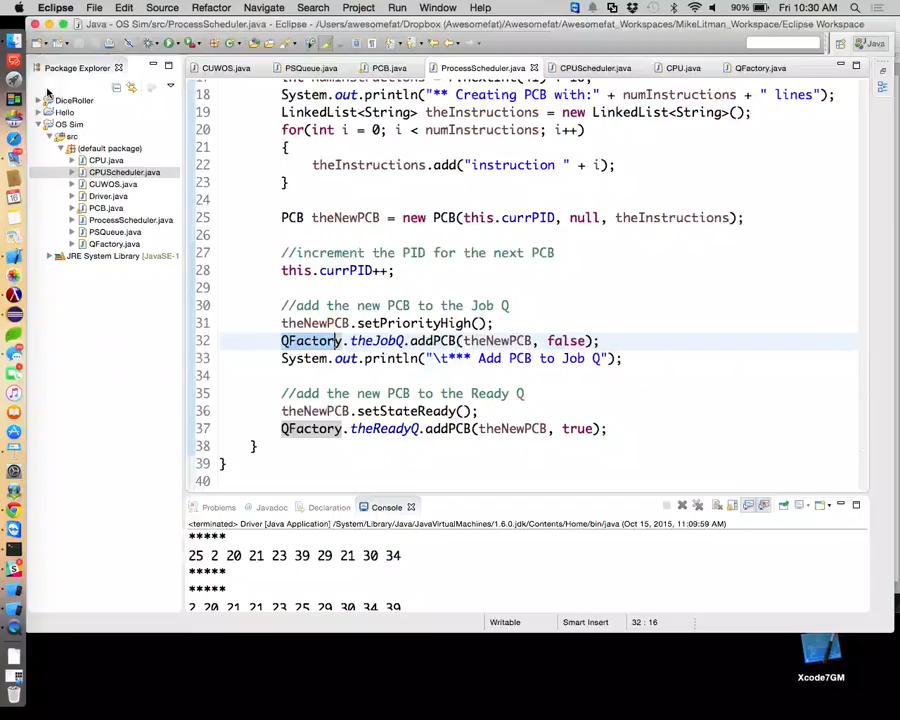 Eclipse File Edit Source Refactor Navigate Search Project Run Window Help 90% Fri 10:30 AM
Java - OS Sim/src/ProcessScheduler.java - Eclipse - /Users/awesomefat/Dropbox (Awesomefat)/Awesomefat_Workspaces/MikeLitman_Workspace/Eclipse Workspace
Java
Package Explorer
CUWOS.java PSQueue.java PCB.java ProcessScheduler.java CPUScheduler.java CPU.java QFactory.java
DiceRoller
Hello
OS Sim
src
(default package)
CPU.java
CPUScheduler.java
CUWOS.java
Driver.java
PCB.java
ProcessScheduler.java
PSQueue.java
QFactory.java
JRE System Library [JavaSE-1
18 System.out.println("** Creating PCB with:" + numInstructions + " lines");
19 LinkedList<String> theInstructions = new LinkedList<String>();
20 for(int i = 0; i < numInstructions; i++)
21 {
22 theInstructions.add("instruction " + i);
23 }
24
25 PCB theNewPCB = new PCB(this.currPID, null, theInstructions);
26
27 //increment the PID for the next PCB
28 this.currPID++;
29
30 //add the new PCB to the Job Q
31 theNewPCB.setPriorityHigh();
32 QFactory.theJobQ.addPCB(theNewPCB, false);
33 System.out.println("\t*** Add PCB to Job Q");
34
35 //add the new PCB to the Ready Q
36 theNewPCB.setStateReady();
37 QFactory.theReadyQ.addPCB(theNewPCB, true);
38 }
39 }
40
Problems Javadoc Declaration Console
<terminated> Driver [Java Application] /System/Library/Java/JavaVirtualMachines/1.6.0.jdk/Contents/Home/bin/java (Oct 15, 2015, 11:09:59 AM)
*****
25 2 20 21 23 39 29 21 30 34
*****
*****
2 20 21 21 23 25 29 30 34 39
Writable Smart Insert 32 : 16
Xcode7GM